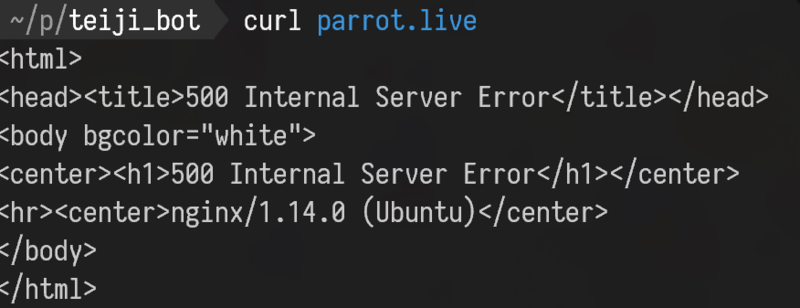 ~/p/teiji_bot curl parrot.live
<html>
<head><title>500 Internal Server Error</title></head>
<body bgcolor="white">
<center><h1>500 Internal Server Error</h1></center>
<hr><center>nginx/1.14.0 (Ubuntu)</center>
</body>
</html>